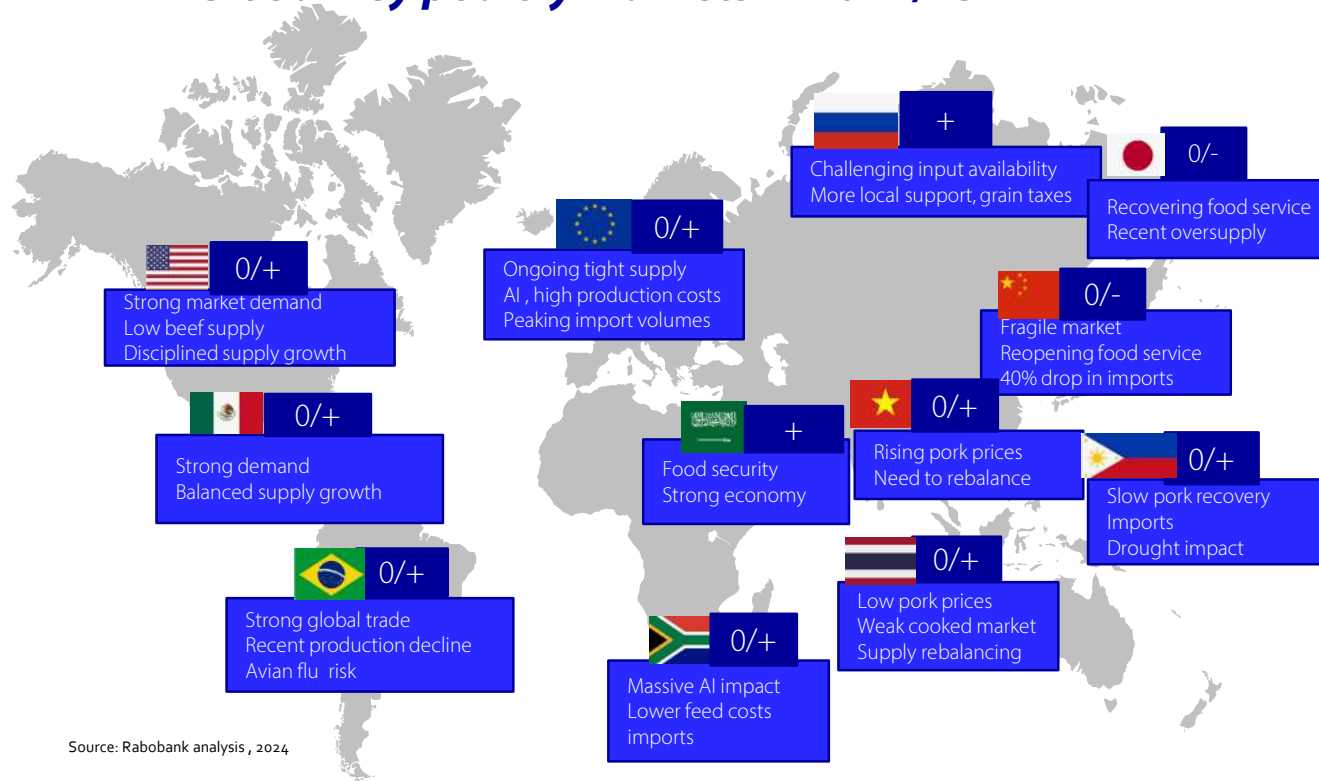 +
Challenging input availability
More local support, grain taxes
0/-
Recovering food service
Recent oversupply
0/+
Ongoing tight supply
AI , high production costs
Peaking import volumes
0/+
Strong market demand
Low beef supply
Disciplined supply growth
0/-
Fragile market
Reopening food service
40% drop in imports
0/+
Strong demand
Balanced supply growth
+
Food security
Strong economy
0/+
Rising pork prices
Need to rebalance
0/+
Slow pork recovery
Imports
Drought impact
0/+
Strong global trade
Recent production decline
Avian flu risk
0/+
Low pork prices
Weak cooked market
Supply rebalancing
0/+
Massive AI impact
Lower feed costs
imports
Source: Rabobank analysis , 2024